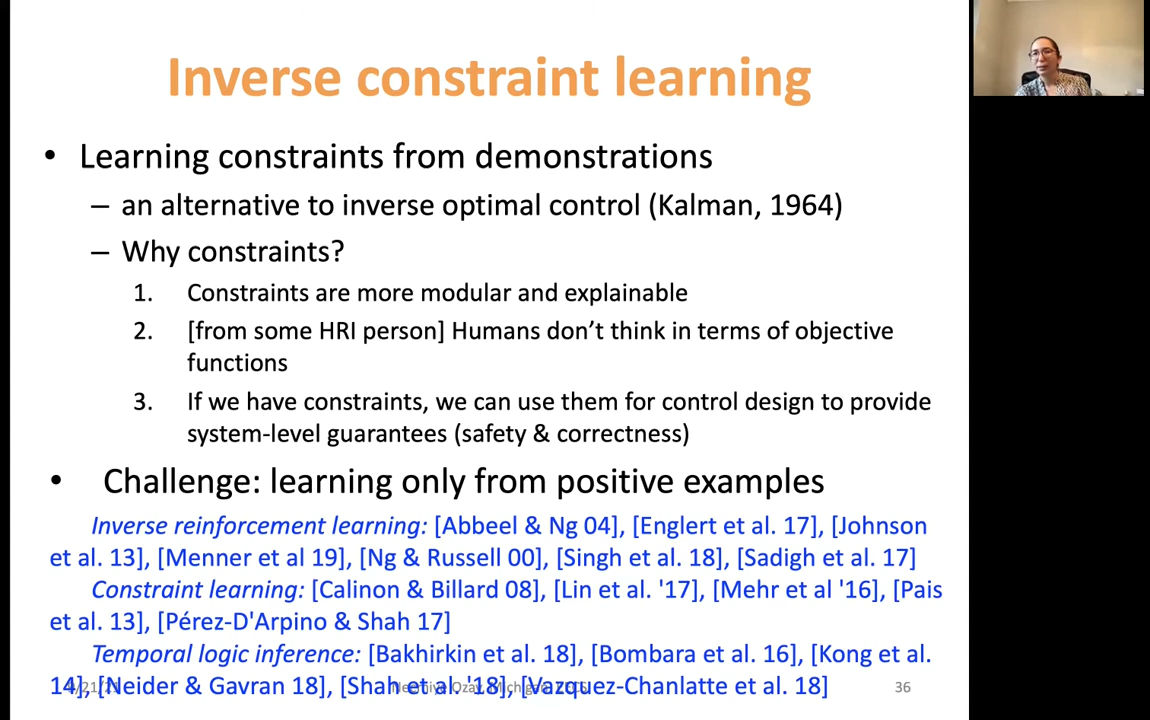 Inverse constraint learning
• Learning constraints from demonstrations
– an alternative to inverse optimal control (Kalman, 1964)
– Why constraints?
1. Constraints are more modular and explainable
2. [from some HRI person] Humans don't think in terms of objective
functions
3. If we have constraints, we can use them for control design to provide
system-level guarantees (safety & correctness)
• Challenge: learning only from positive examples
Inverse reinforcement learning: [Abbeel & Ng 04], [Englert et al. 17], [Johnson
et al. 13], [Menner et al 19], [Ng & Russell 00], [Singh et al. 18], [Sadigh et al. 17]
Constraint learning: [Calinon & Billard 08], [Lin et al. '17], [Mehr et al '16], [Pais
et al. 13], [Pérez-D'Arpino & Shah 17]
Temporal logic inference: [Bakhirkin et al. 18], [Bombara et al. 16], [Kong et al.
14], [Neider & Gavran 18], [Shah et al. '18], [Vazquez-Chanlatte et al. 18]
36